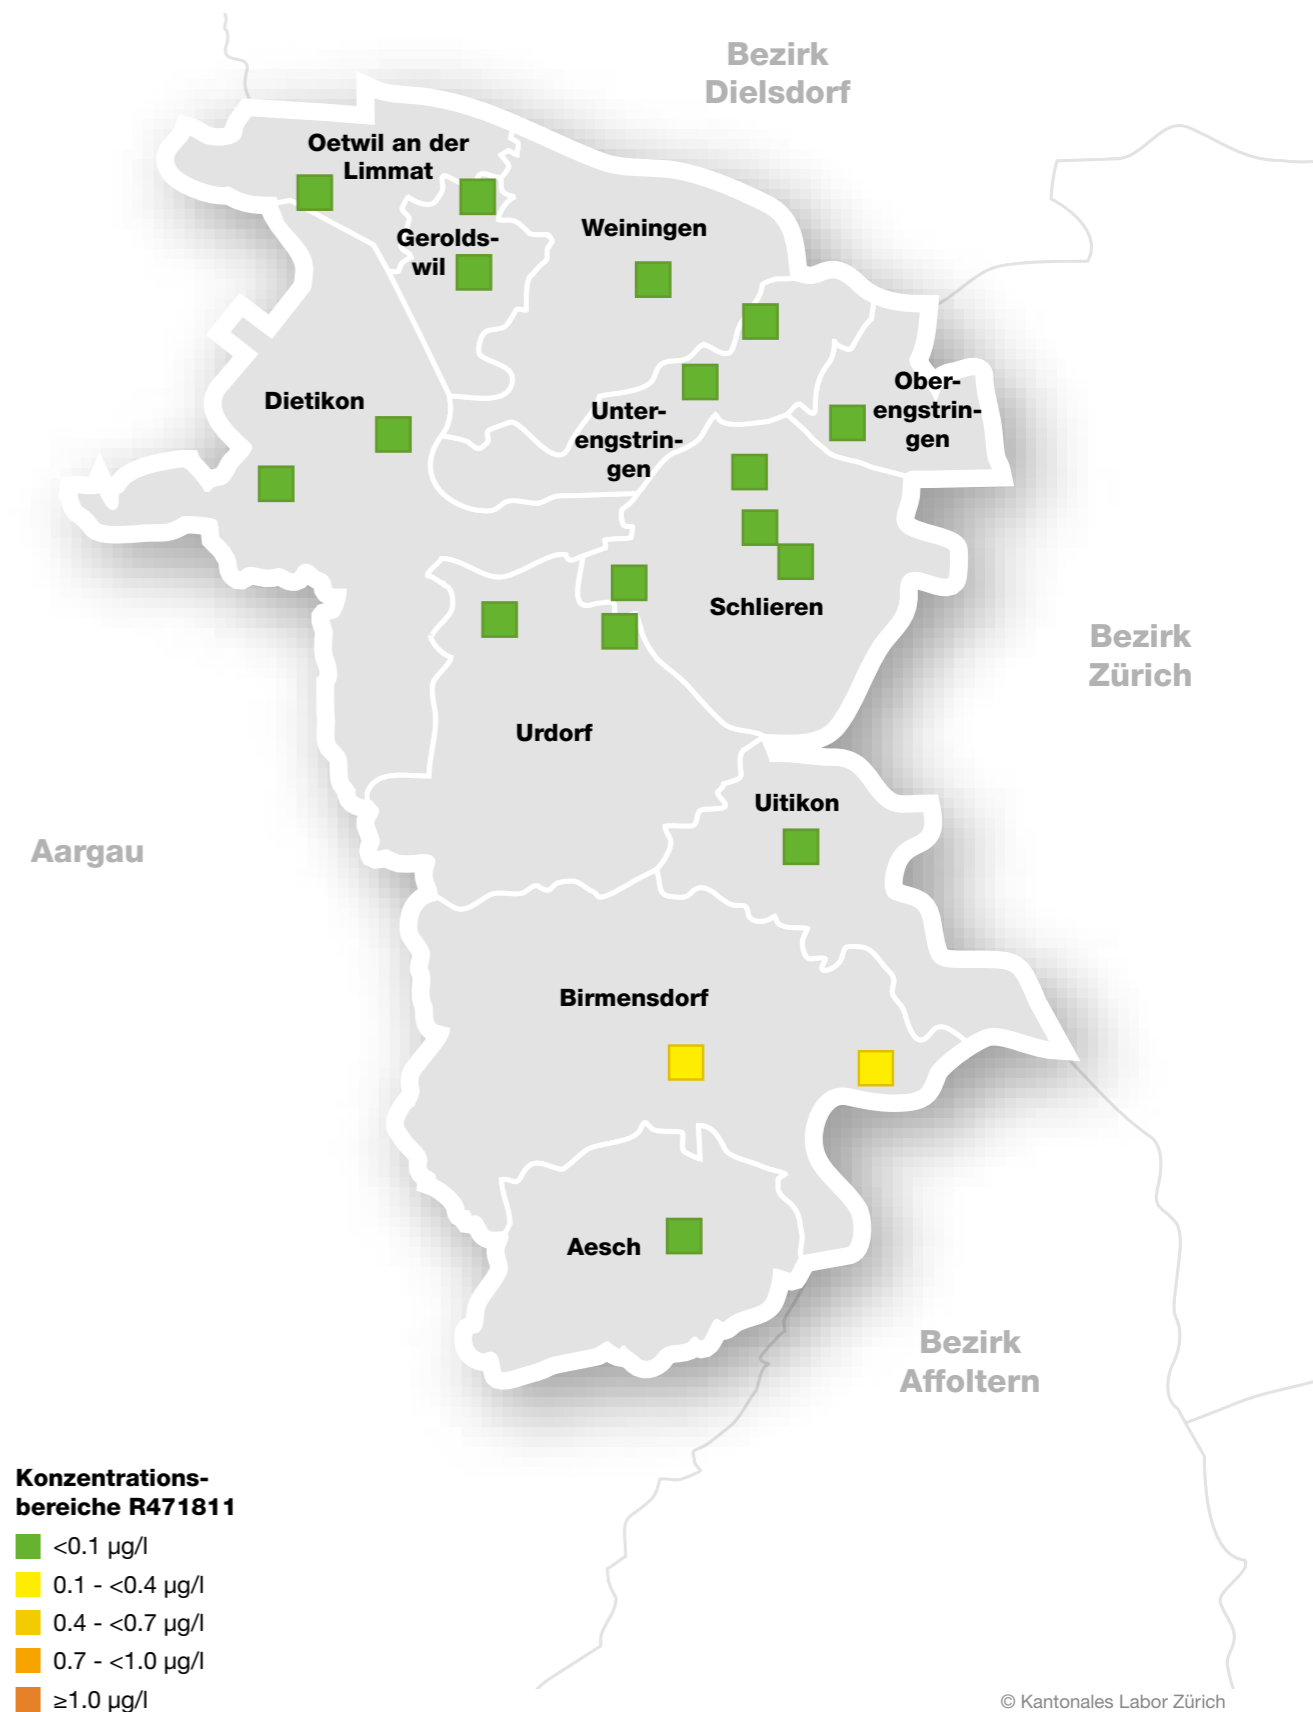 Bezirk
Dielsdorf
Oetwil an der
Limmat
Gerolds-
wil
Weiningen
Dietikon
Unter-
engstrin-
gen
Ober-
engstrin-
gen
Schlieren
Bezirk
Zürich
Urdorf
Uitikon
Aargau
Birmensdorf
Aesch
Bezirk
Affoltern
Konzentrations-
bereiche R471811
<0.1 µg/l
0.1 - <0.4 µg/l
0.4 - <0.7 µg/l
0.7 - <1.0 µg/l
≥1.0 µg/l
© Kantonales Labor Zürich